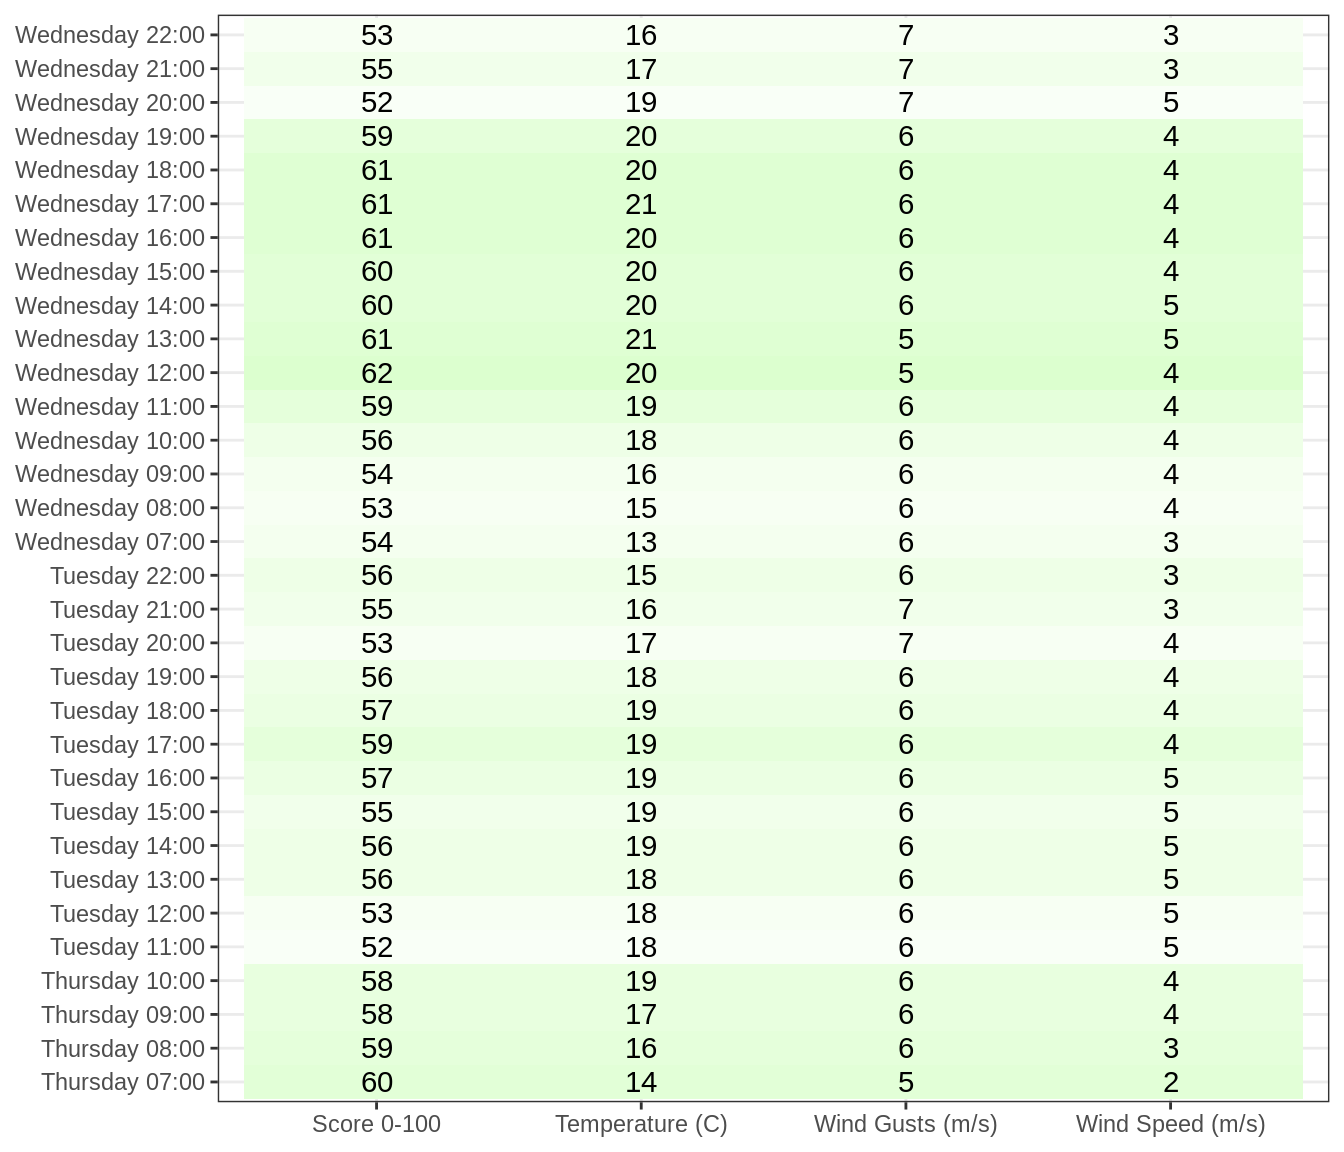 Wednesday 22:00 53 16 7 3
Wednesday 21:00 55 17 7 3
Wednesday 20:00 52 19 7 5
Wednesday 19:00 59 20 6 4
Wednesday 18:00 61 20 6 4
Wednesday 17:00 61 21 6 4
Wednesday 16:00 61 20 6 4
Wednesday 15:00 60 20 6 4
Wednesday 14:00 60 20 6 5
Wednesday 13:00 61 21 5 5
Wednesday 12:00 62 20 5 4
Wednesday 11:00 59 19 6 4
Wednesday 10:00 56 18 6 4
Wednesday 09:00 54 16 6 4
Wednesday 08:00 53 15 6 4
Wednesday 07:00 54 13 6 3
Tuesday 22:00 56 15 6 3
Tuesday 21:00 55 16 7 3
Tuesday 20:00 53 17 7 4
Tuesday 19:00 56 18 6 4
Tuesday 18:00 57 19 6 4
Tuesday 17:00 59 19 6 4
Tuesday 16:00 57 19 6 5
Tuesday 15:00 55 19 6 5
Tuesday 14:00 56 19 6 5
Tuesday 13:00 56 18 6 5
Tuesday 12:00 53 18 6 5
Tuesday 11:00 52 18 6 5
Thursday 10:00 58 19 6 4
Thursday 09:00 58 17 6 4
Thursday 08:00 59 16 6 3
Thursday 07:00 60 14 5 2
Score 0-100 Temperature (C) Wind Gusts (m/s) Wind Speed (m/s)